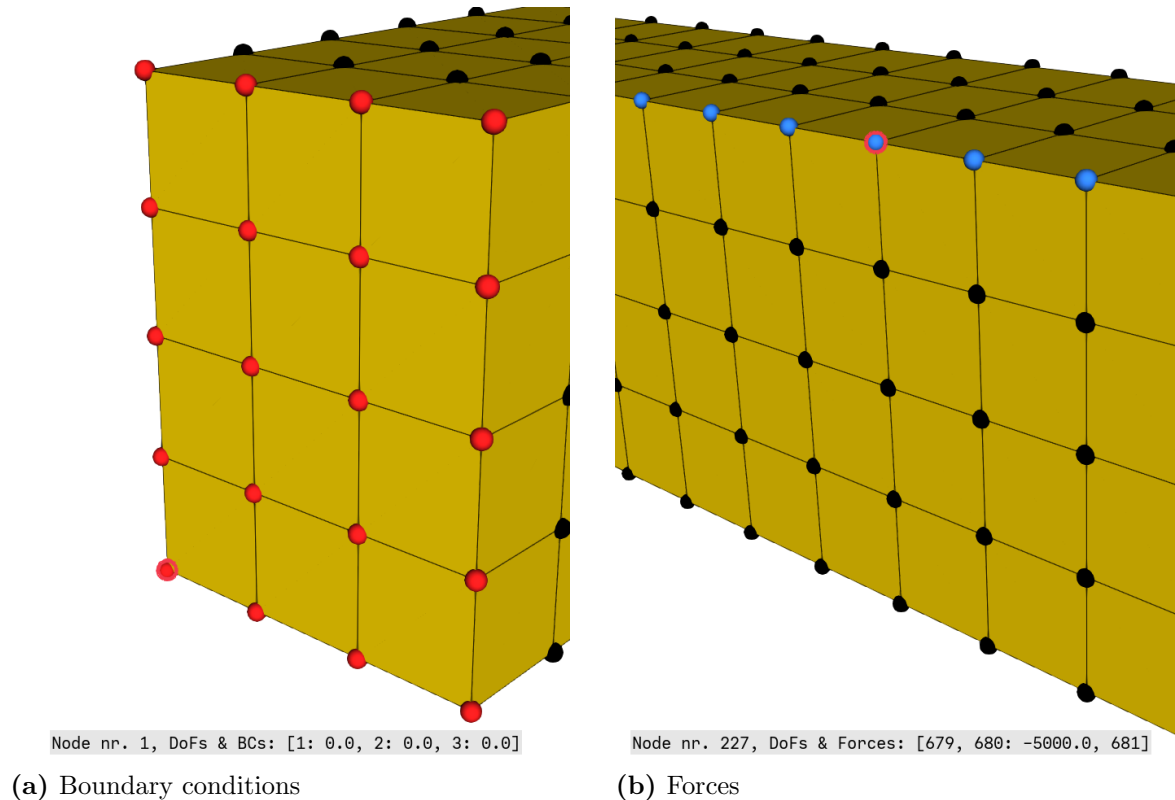 Node nr. 1, DoFs & BCs: [1: 0.0, 2: 0.0, 3: 0.0]
Node nr. 227, DoFs & Forces: [679, 680: -5000.0, 681]
(a) Boundary conditions
(b) Forces